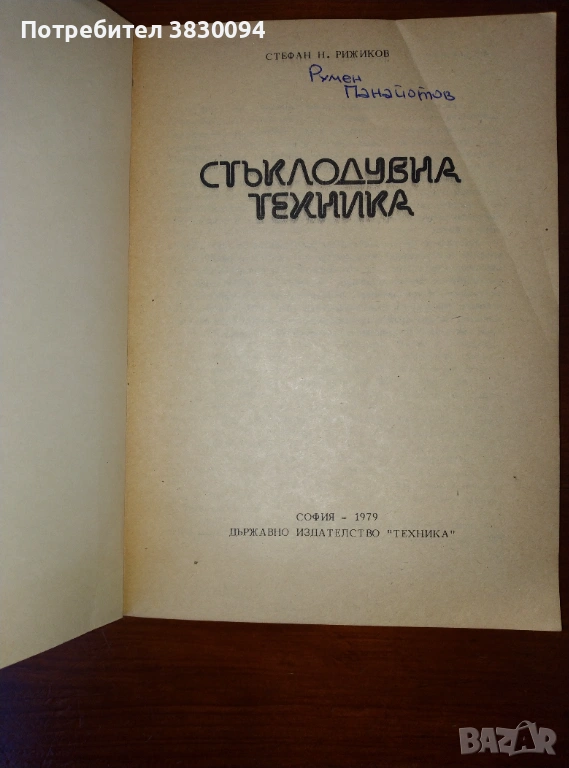 Потребител 3830094
СТЕФАН Н. РИЖИКОВ
Румен
Панайотов
СТЪКЛОДУВНА
ТЕХНИКА
СОФИЯ - 1979
ДЪРЖАВНО ИЗДАТЕЛСТВО "ТЕХНИКА"
BAZAR